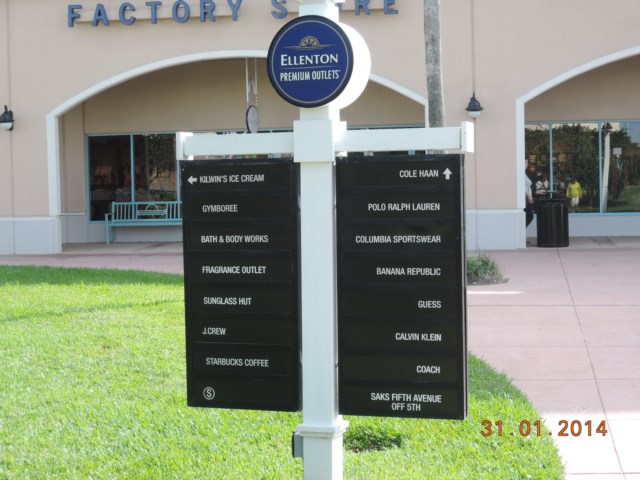 FACTORY STORE
ELLENTON
PREMIUM OUTLETS
← KILWIN'S ICE CREAM
GYMBOREE
BATH & BODY WORKS
FRAGRANCE OUTLET
SUNGLASS HUT
J.CREW
STARBUCKS COFFEE
S
COLE HAAN ↑
POLO RALPH LAUREN
COLUMBIA SPORTSWEAR
BANANA REPUBLIC
GUESS
CALVIN KLEIN
COACH
SAKS FIFTH AVENUE
OFF 5TH
31.01.2014